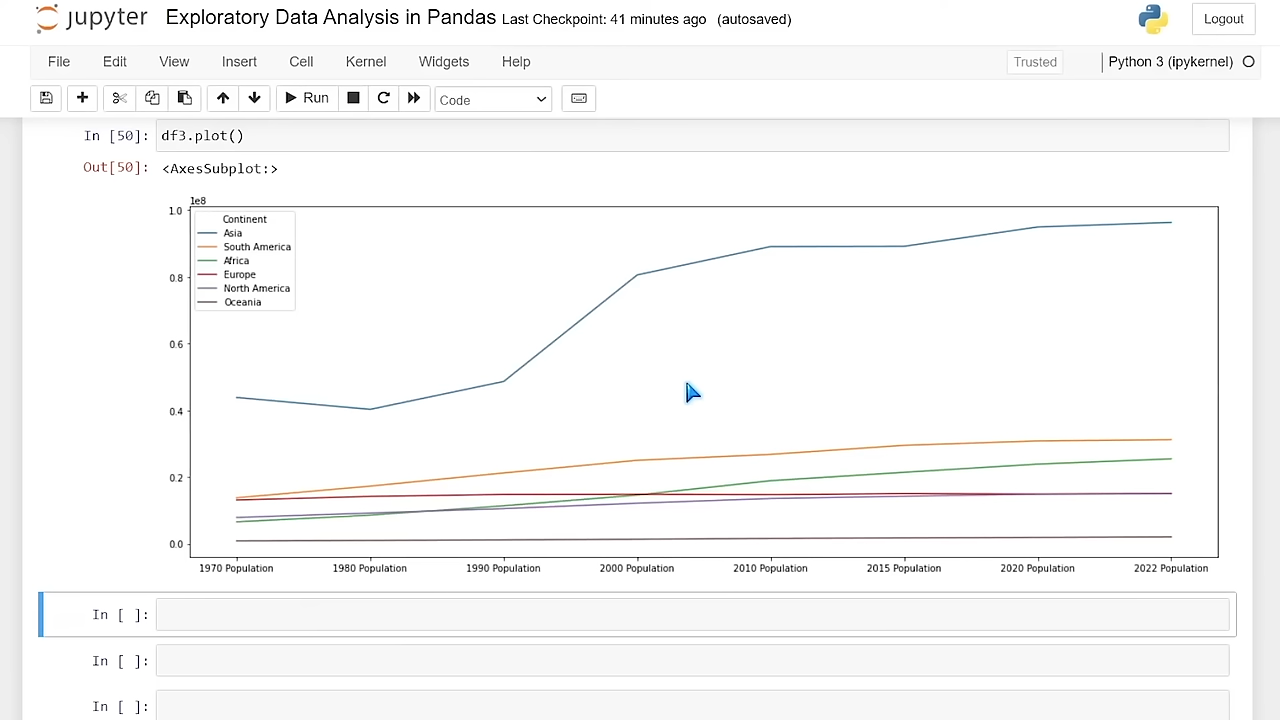 jupyter Exploratory Data Analysis in Pandas Last Checkpoint: 41 minutes ago (autosaved) Logout
File Edit View Insert Cell Kernel Widgets Help Trusted Python 3 (ipykernel)
Run Code
In [50]: df3.plot()
Out[50]: <AxesSubplot:>
1e8
1.0
0.8
0.6
0.4
0.2
0.0
Continent
Asia
South America
Africa
Europe
North America
Oceania
1970 Population 1980 Population 1990 Population 2000 Population 2010 Population 2015 Population 2020 Population 2022 Population
In [ ]:
In [ ]:
In [ ]: